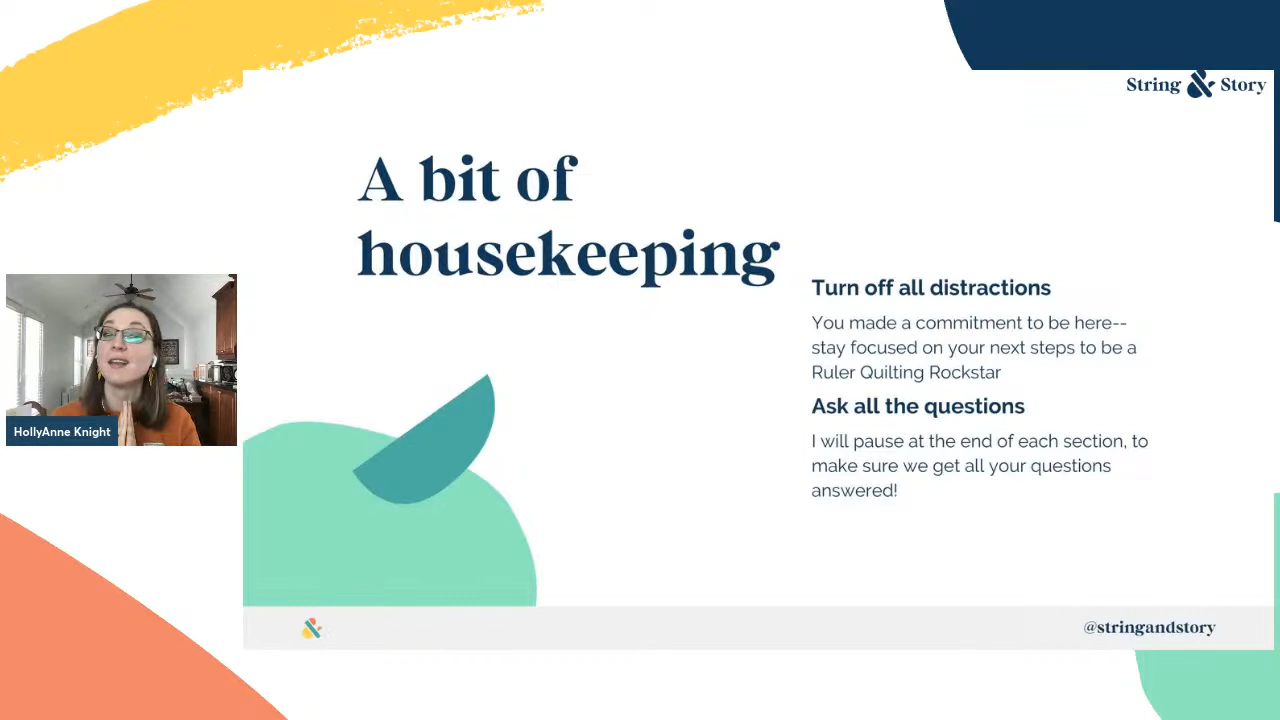 String & Story
A bit of
housekeeping
Turn off all distractions
You made a commitment to be here--
stay focused on your next steps to be a
Ruler Quilting Rockstar
Ask all the questions
I will pause at the end of each section, to
make sure we get all your questions
answered!
HollyAnne Knight
&
@stringandstory